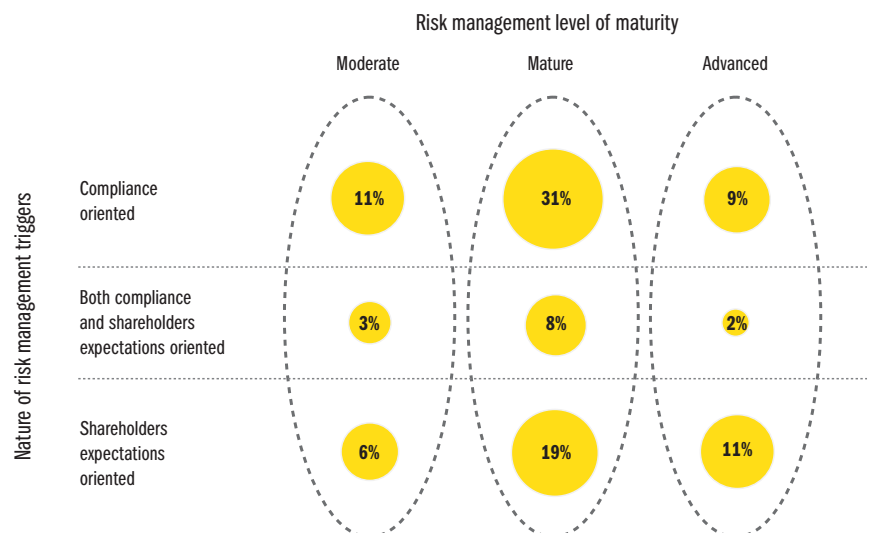 Risk management level of maturity
Moderate Mature Advanced
Nature of risk management triggers
Compliance
oriented
11% 31% 9%
Both compliance
and shareholders
expectations oriented
3% 8% 2%
Shareholders
expectations
oriented
6% 19% 11%